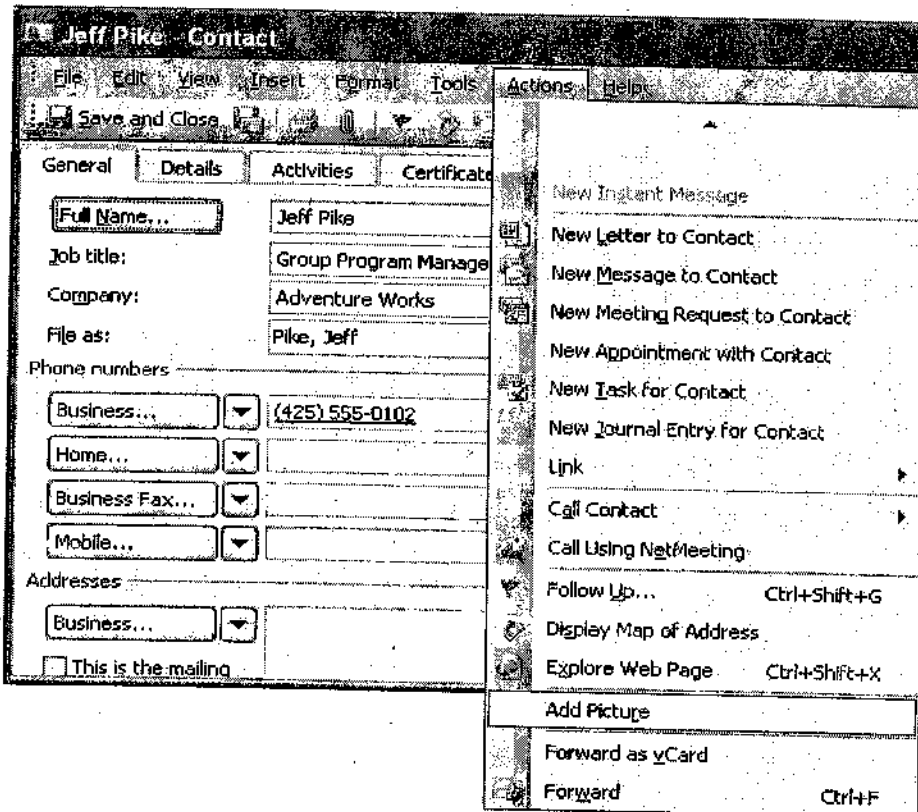 Jeff Pike - Contact
File Edit View Insert Format Tools Actions Help
Save and Close
General Details Activities Certificate
Full Name... Jeff Pike
Job title: Group Program Manage
Company: Adventure Works
File as: Pike, Jeff
Phone numbers
Business... (425) 555-0102
Home...
Business Fax...
Mobile...
Addresses
Business...
This is the mailing
New Instant Message
New Letter to Contact
New Message to Contact
New Meeting Request to Contact
New Appointment with Contact
New Task for Contact
New Journal Entry for Contact
Link
Call Contact
Call Using NetMeeting
Follow Up... Ctrl+Shift+G
Display Map of Address
Explore Web Page Ctrl+Shift+X
Add Picture
Forward as vCard
Forward Ctrl+F